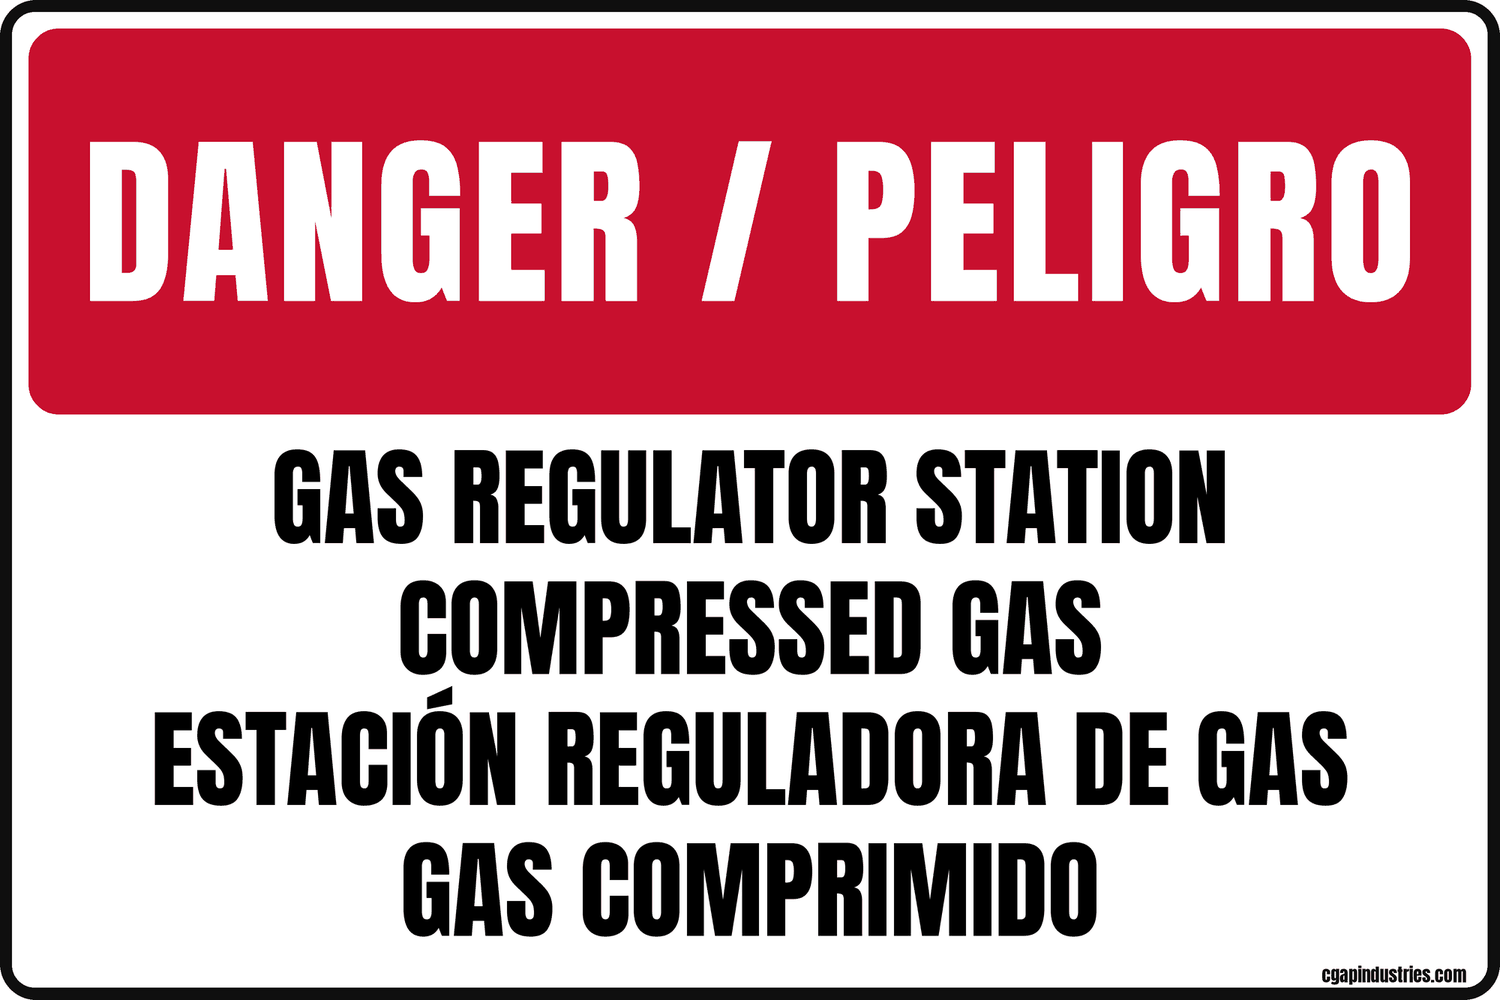 DANGER / PELIGRO
GAS REGULATOR STATION
COMPRESSED GAS
ESTACIÓN REGULADORA DE GAS
GAS COMPRIMIDO
cgapindustries.com